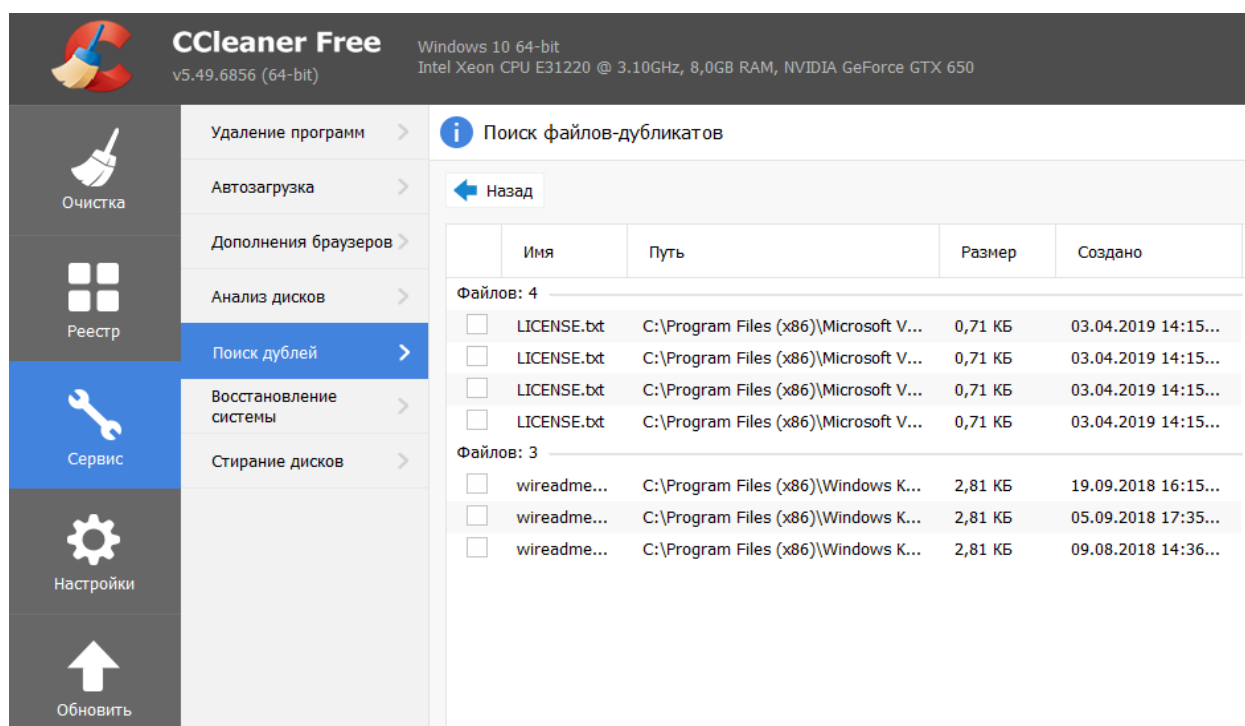 CCleaner Free
v5.49.6856 (64-bit)
Windows 10 64-bit
Intel Xeon CPU E31220 @ 3.10GHz, 8,0GB RAM, NVIDIA GeForce GTX 650
Очистка
Реестр
Сервис
Настройки
Обновить
Удаление программ
Автозагрузка
Дополнения браузеров
Анализ дисков
Поиск дублей
Восстановление
системы
Стирание дисков
Поиск файлов-дубликатов
Назад
Имя Путь Размер Создано
Файлов: 4
LICENSE.txt C:\Program Files (x86)\Microsoft V... 0,71 КБ 03.04.2019 14:15...
LICENSE.txt C:\Program Files (x86)\Microsoft V... 0,71 КБ 03.04.2019 14:15...
LICENSE.txt C:\Program Files (x86)\Microsoft V... 0,71 КБ 03.04.2019 14:15...
LICENSE.txt C:\Program Files (x86)\Microsoft V... 0,71 КБ 03.04.2019 14:15...
Файлов: 3
wireadme... C:\Program Files (x86)\Windows K... 2,81 КБ 19.09.2018 16:15...
wireadme... C:\Program Files (x86)\Windows K... 2,81 КБ 05.09.2018 17:35...
wireadme... C:\Program Files (x86)\Windows K... 2,81 КБ 09.08.2018 14:36...